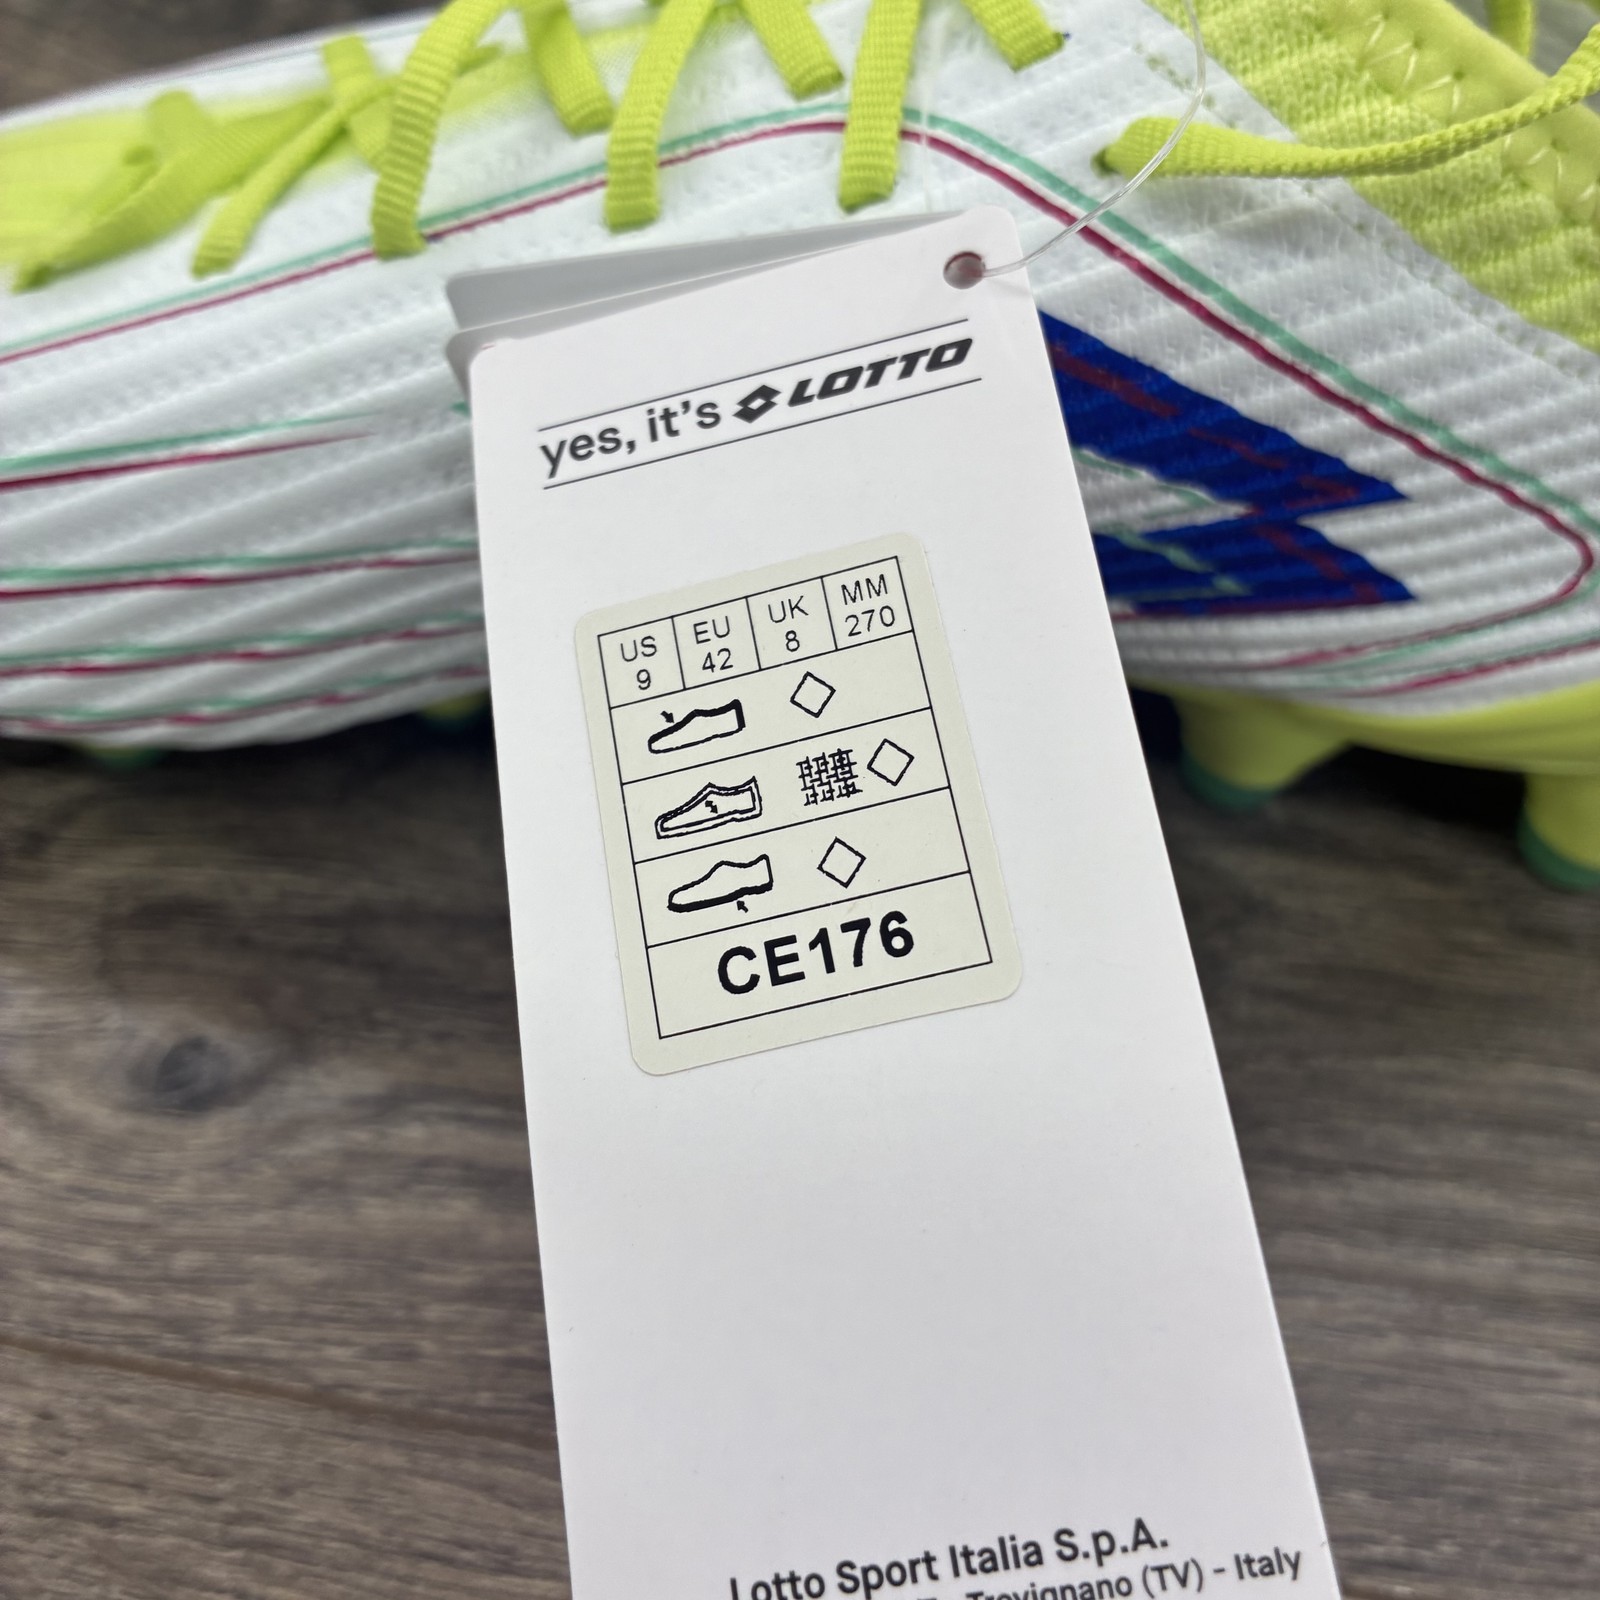 yes, it's LOTTO
US EU UK MM
9 42 8 270
CE176
Lotto Sport Italia S.p.A.
Trevignano (TV) - Italy